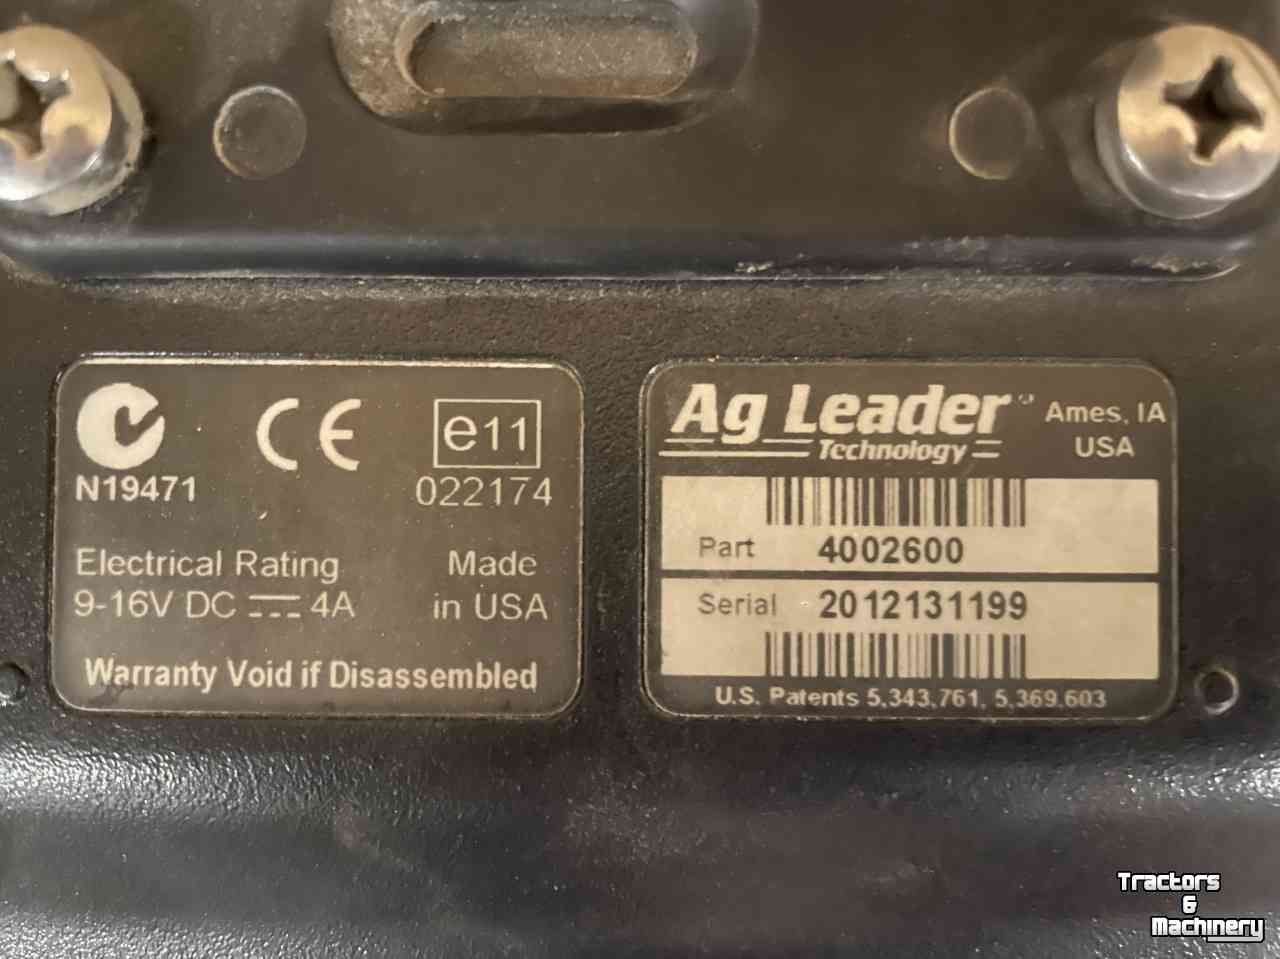 N19471
CE
e11
022174
Electrical Rating
9-16V DC 4A
Made
in USA
Warranty Void if Disassembled
Ag Leader
Technology
Ames, IA
USA
Part 4002600
Serial 2012131199
U.S. Patents 5,343,761, 5,369,603
Tractors
&
Machinery